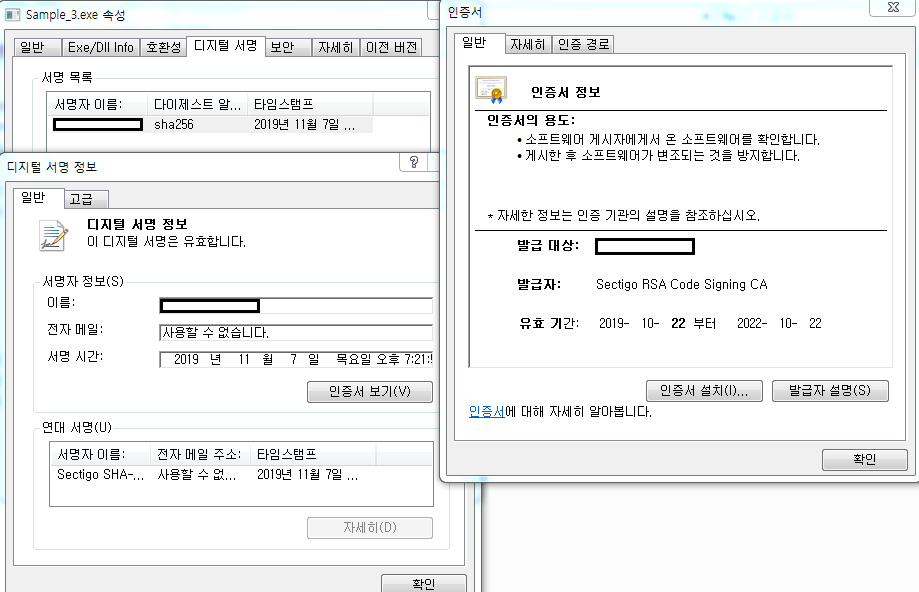 Sample_3.exe 속성
일반 Exe/Dll Info 호환성 디지털 서명 보안 자세히 이전 버전
서명 목록
서명자 이름: 다이제스트 알... 타임스탬프
sha256 2019년 11월 7일 ...
디지털 서명 정보
일반 고급
디지털 서명 정보
이 디지털 서명은 유효합니다.
서명자 정보(S)
이름:
전자 메일: 사용할 수 없습니다.
서명 시간: 2019 년 11 월 7 일 목요일 오후 7:21:5
인증서 보기(V)
연대 서명(U)
서명자 이름: 전자 메일 주소: 타임스탬프
Sectigo SHA-... 사용할 수 없... 2019년 11월 7일 ...
자세히(D)
확인
인증서
일반 자세히 인증 경로
인증서 정보
인증서의 용도:
• 소프트웨어 게시자에게서 온 소프트웨어를 확인합니다.
• 게시한 후 소프트웨어가 변조되는 것을 방지합니다.
* 자세한 정보는 인증 기관의 설명을 참조하십시오.
발급 대상:
발급자: Sectigo RSA Code Signing CA
유효 기간: 2019- 10- 22 부터 2022- 10- 22
인증서 설치(I)... 발급자 설명(S)
인증서에 대해 자세히 알아봅니다.
확인